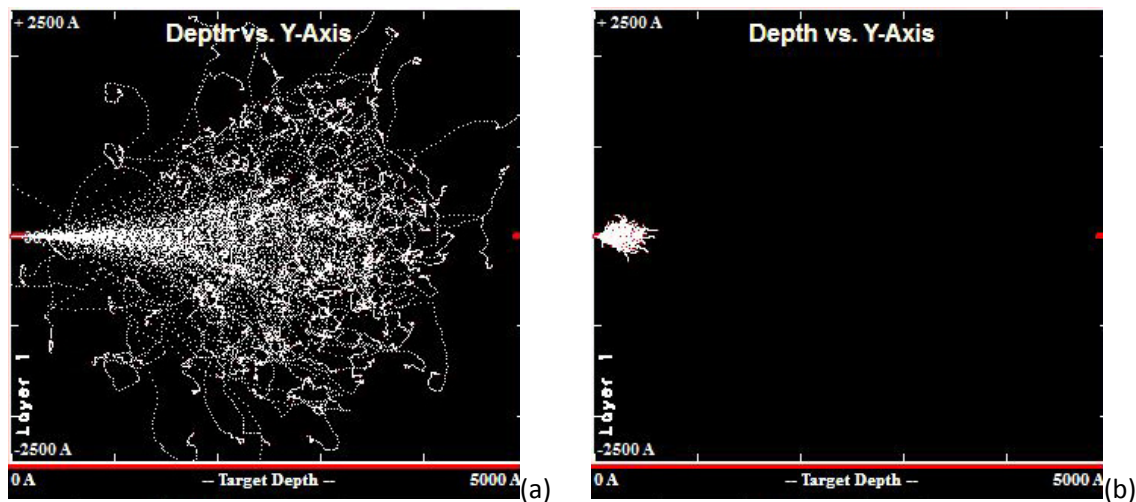 + 2500 A
Depth vs. Y-Axis
Layer 1
-2500 A
0 A
-- Target Depth --
5000 A
(a)
+ 2500 A
Depth vs. Y-Axis
Layer 1
-2500 A
0 A
-- Target Depth --
5000 A
(b)